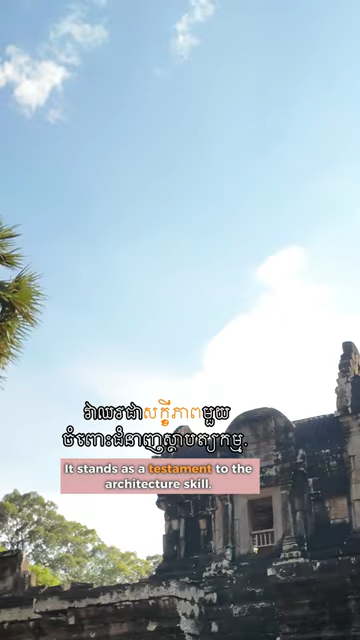 វាឈរជាសក្ខីភាពមួយ
ចំពោះជំនាញស្ថាបត្យកម្ម.
It stands as a testament to the
architecture skill.